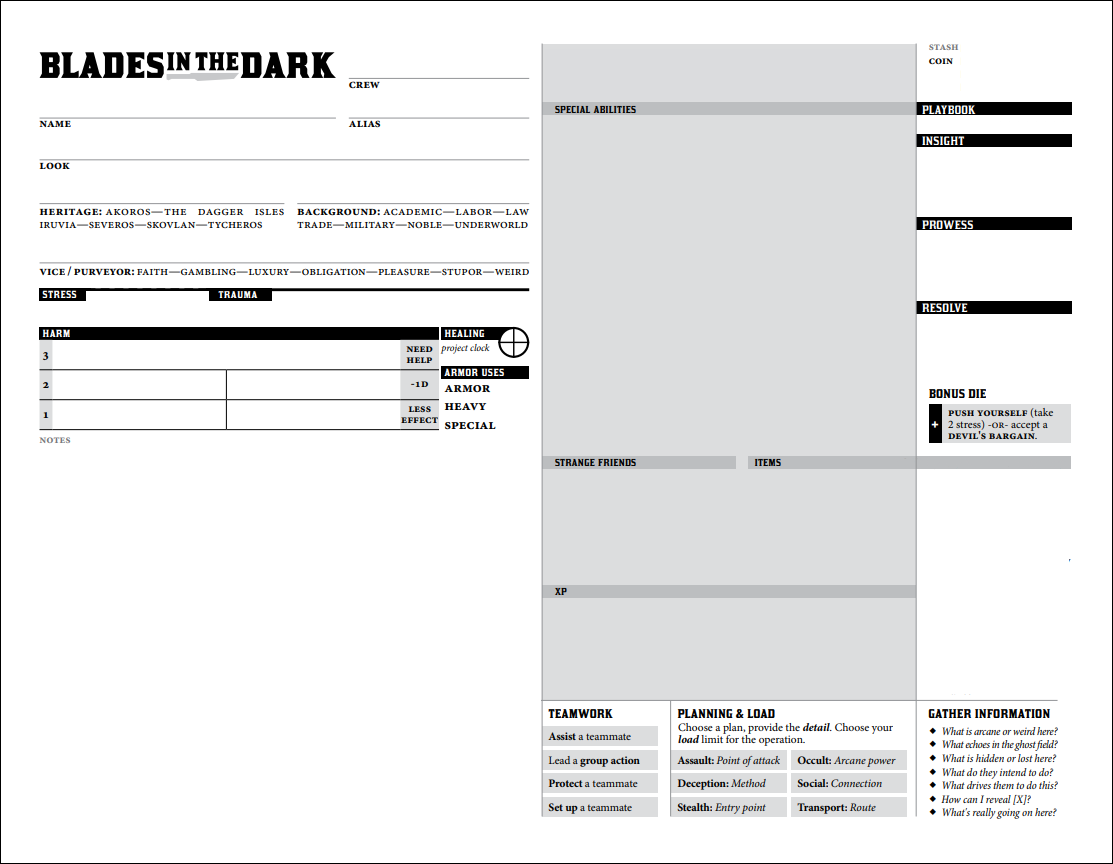 BLADES IN THE DARK
CREW
NAME
ALIAS
LOOK
HERITAGE: AKOROS—THE DAGGER ISLES
IRUVIA—SEVEROS—SKOVLAN—TYCHEROS
BACKGROUND: ACADEMIC—LABOR—LAW
TRADE—MILITARY—NOBLE—UNDERWORLD
VICE / PURVEYOR: FAITH—GAMBLING—LUXURY—OBLIGATION—PLEASURE—STUPOR—WEIRD
STRESS
TRAUMA
HARM
3
NEED
HELP
2
-1D
1
LESS
EFFECT
HEALING
project clock
ARMOR USES
ARMOR
HEAVY
SPECIAL
NOTES
SPECIAL ABILITIES
STRANGE FRIENDS
ITEMS
XP
TEAMWORK
Assist a teammate
Lead a group action
Protect a teammate
Set up a teammate
PLANNING & LOAD
Choose a plan, provide the detail. Choose your
load limit for the operation.
Assault: Point of attack
Occult: Arcane power
Deception: Method
Social: Connection
Stealth: Entry point
Transport: Route
STASH
COIN
PLAYBOOK
INSIGHT
PROWESS
RESOLVE
BONUS DIE
+
PUSH YOURSELF (take
2 stress) -OR- accept a
DEVIL'S BARGAIN.
GATHER INFORMATION
◆ What is arcane or weird here?
◆ What echoes in the ghost field?
◆ What is hidden or lost here?
◆ What do they intend to do?
◆ What drives them to do this?
◆ How can I reveal [X]?
◆ What's really going on here?